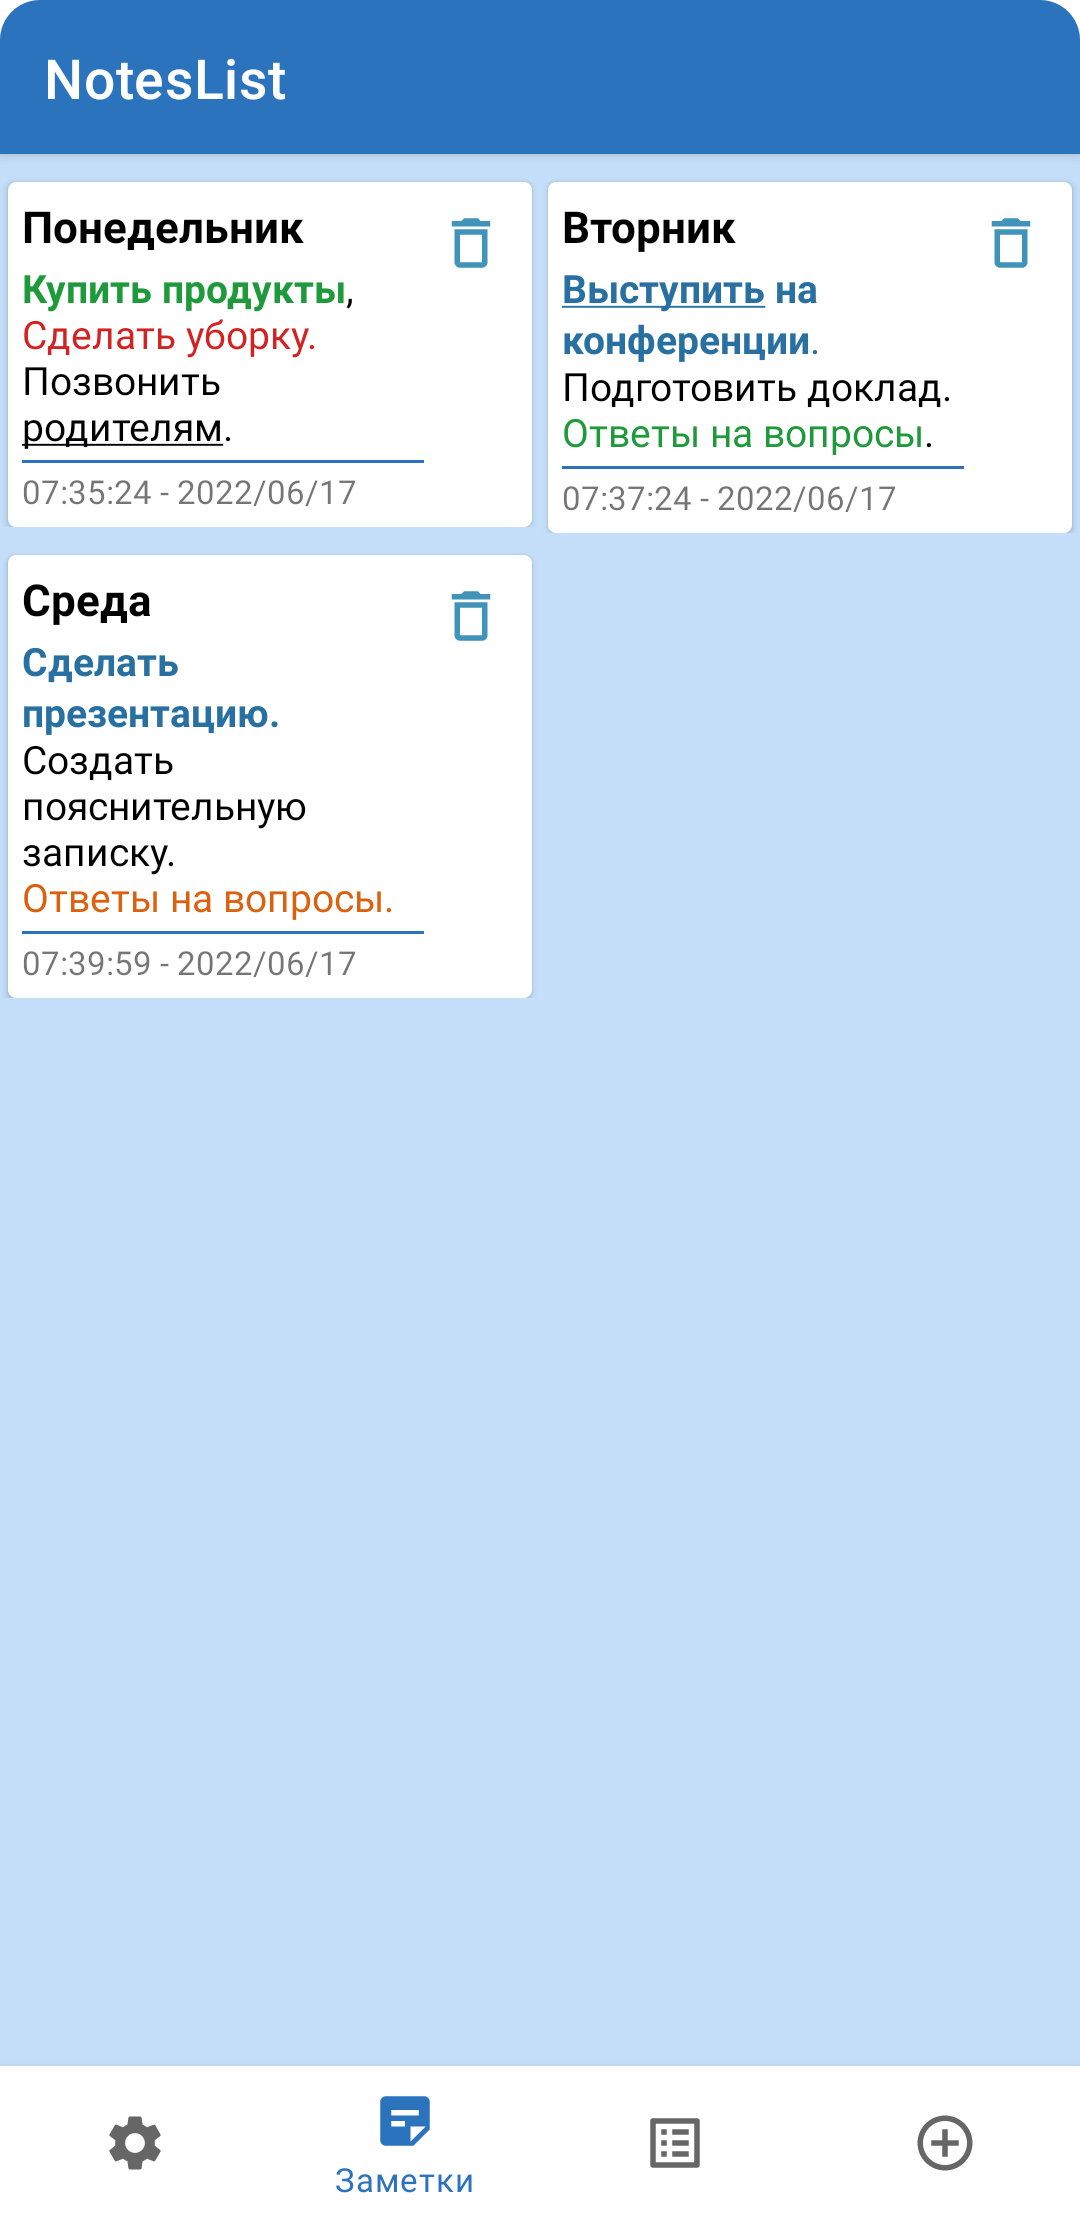 NotesList
Понедельник
Купить продукты,
Сделать уборку.
Позвонить
родителям.
07:35:24 - 2022/06/17
Вторник
Выступить на
конференции.
Подготовить доклад.
Ответы на вопросы.
07:37:24 - 2022/06/17
Среда
Сделать
презентацию.
Создать
пояснительную
записку.
Ответы на вопросы.
07:39:59 - 2022/06/17
Заметки